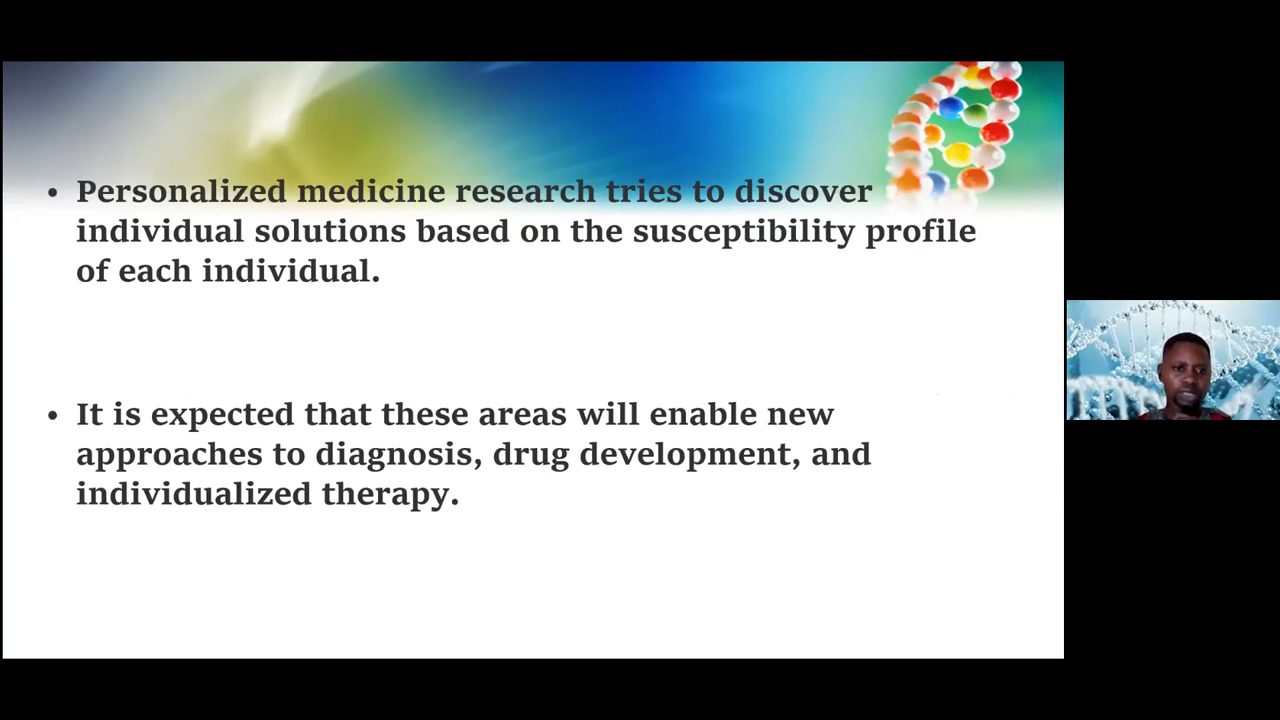 • Personalized medicine research tries to discover
individual solutions based on the susceptibility profile
of each individual.
• It is expected that these areas will enable new
approaches to diagnosis, drug development, and
individualized therapy.